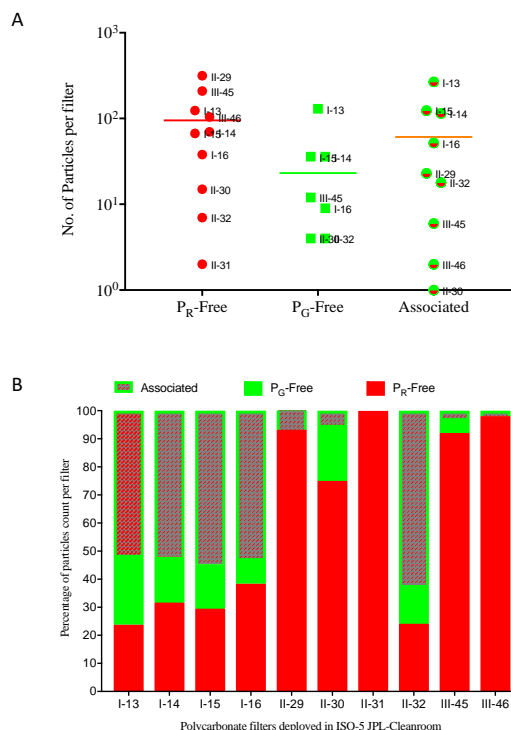 A
No. of Particles per filter
10³
10²
10¹
10⁰
II-29
III-45
I-13
III-46
I-14
I-15
I-16
II-30
II-32
II-31
I-13
I-15
I-14
III-45
I-16
II-30
II-32
I-13
I-15
I-14
I-16
II-29
II-32
III-45
III-46
II-30
P_R-Free P_G-Free Associated
B
Associated P_G-Free P_R-Free
Percentage of particles count per filter
100
90
80
70
60
50
40
30
20
10
0
I-13 I-14 I-15 I-16 II-29 II-30 II-31 II-32 III-45 III-46
Polycarbonate filters deployed in ISO-5 JPL-Cleanroom